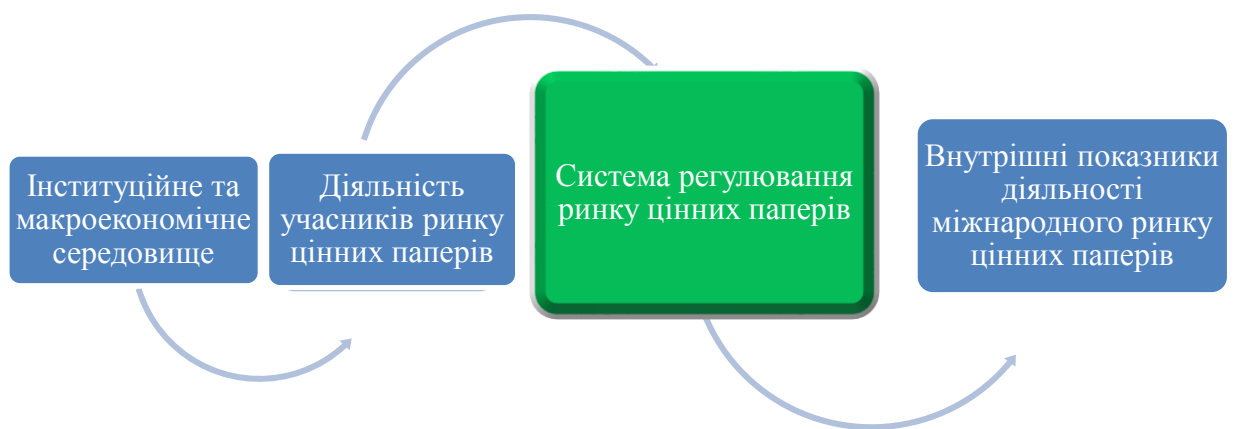 Інституційне та
макроекономічне
середовище
Діяльність
учасників ринку
цінних паперів
Система регулювання
ринку цінних паперів
Внутрішні показники
діяльності
міжнародного ринку
цінних паперів